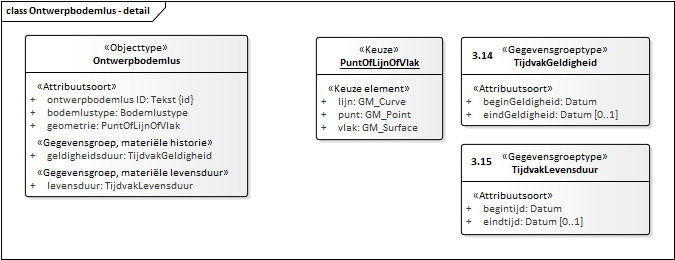 class Ontwerpbodemlus - detail
«Objecttype»
Ontwerpbodemlus
«Attribuutsoort»
+ ontwerpbodemlus ID: Tekst {id}
+ bodemlustype: Bodemlustype
+ geometrie: PuntOfLijnOfVlak
«Gegevensgroep, materiële historie»
+ geldigheidsduur: TijdvakGeldigheid
«Gegevensgroep, materiële levensduur»
+ levensduur: TijdvakLevensduur
«Keuze»
PuntOfLijnOfVlak
«Keuze element»
+ lijn: GM_Curve
+ punt: GM_Point
+ vlak: GM_Surface
3.14 «Gegevensgroeptype»
TijdvakGeldigheid
«Attribuutsoort»
+ beginGeldigheid: Datum
+ eindGeldigheid: Datum [0..1]
3.15 «Gegevensgroeptype»
TijdvakLevensduur
«Attribuutsoort»
+ begintijd: Datum
+ eindtijd: Datum [0..1]